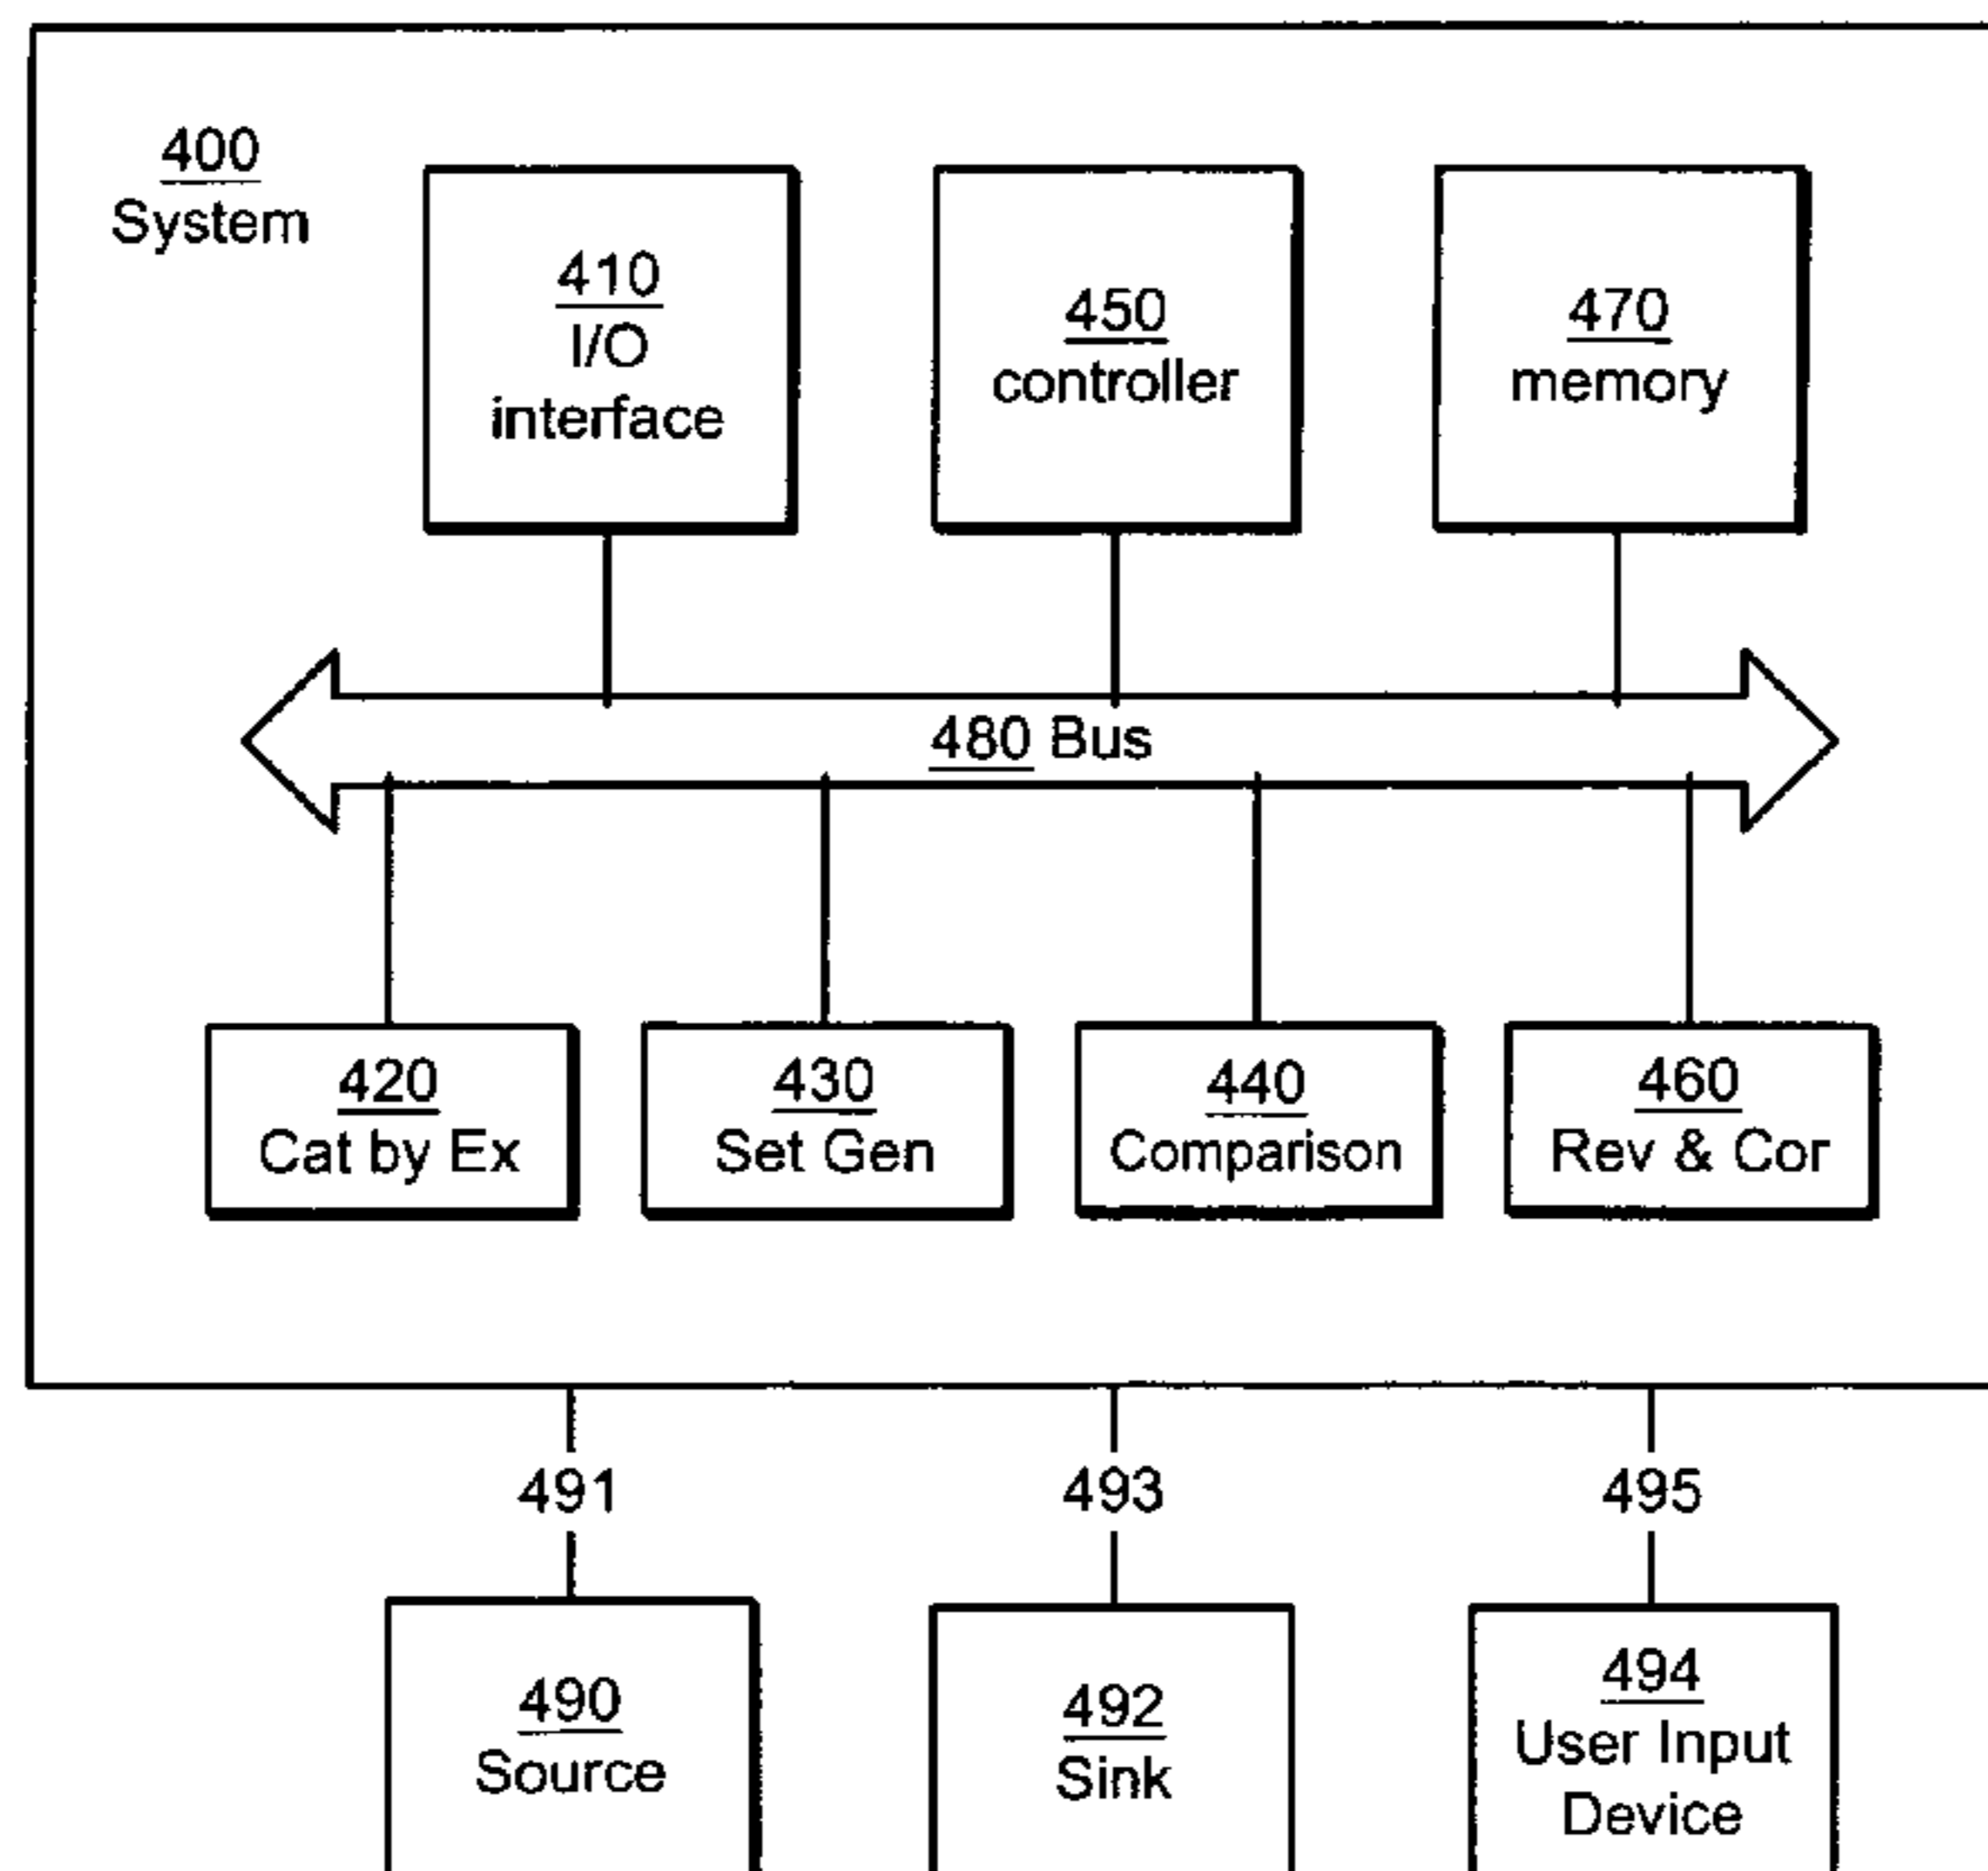 400
System
410
I/O
interface
450
controller
470
memory
480 Bus
420
Cat by Ex
430
Set Gen
440
Comparison
460
Rev & Cor
491
493
495
490
Source
492
Sink
494
User Input
Device